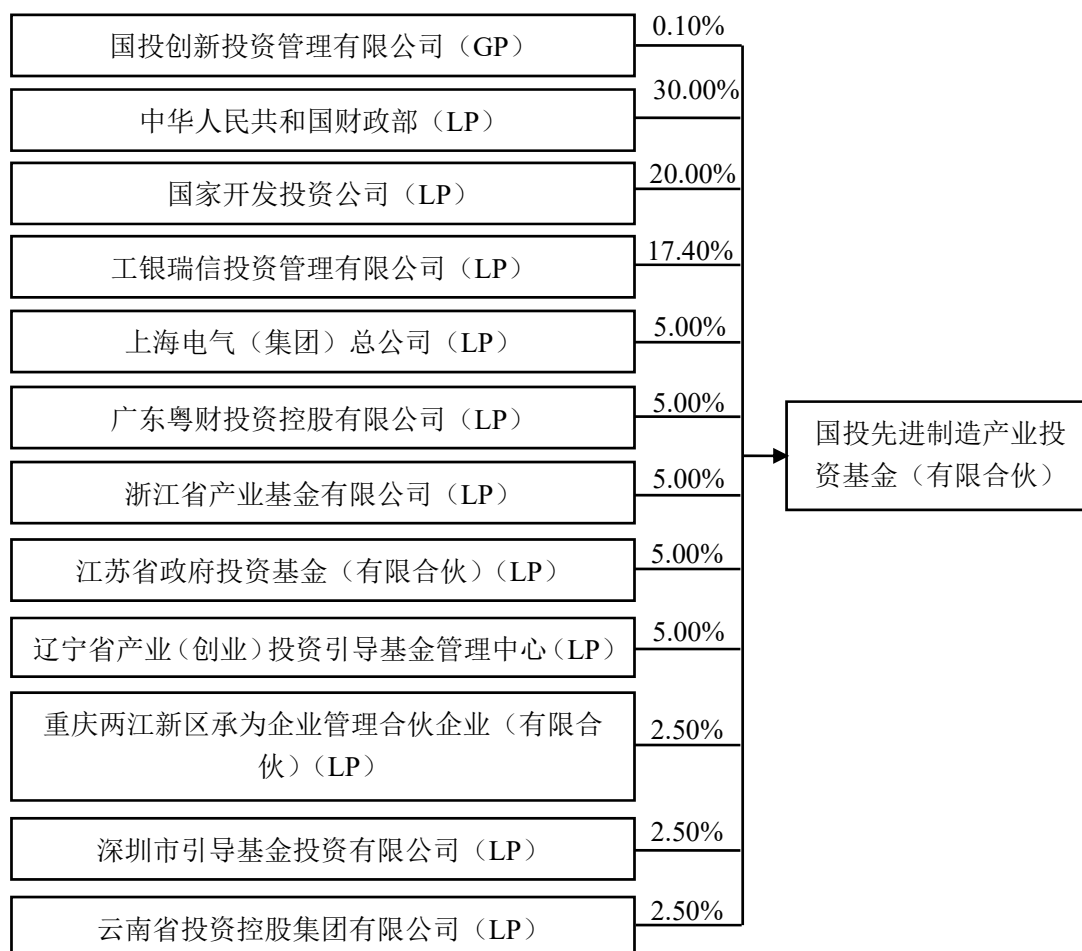 国投创新投资管理有限公司（GP）
0.10%
中华人民共和国财政部（LP）
30.00%
国家开发投资公司（LP）
20.00%
工银瑞信投资管理有限公司（LP）
17.40%
上海电气（集团）总公司（LP）
5.00%
广东粤财投资控股有限公司（LP）
5.00%
浙江省产业基金有限公司（LP）
5.00%
江苏省政府投资基金（有限合伙）（LP）
5.00%
辽宁省产业（创业）投资引导基金管理中心（LP）
5.00%
重庆两江新区承为企业管理合伙企业（有限合
伙）（LP）
2.50%
深圳市引导基金投资有限公司（LP）
2.50%
云南省投资控股集团有限公司（LP）
2.50%
国投先进制造产业投
资基金（有限合伙）